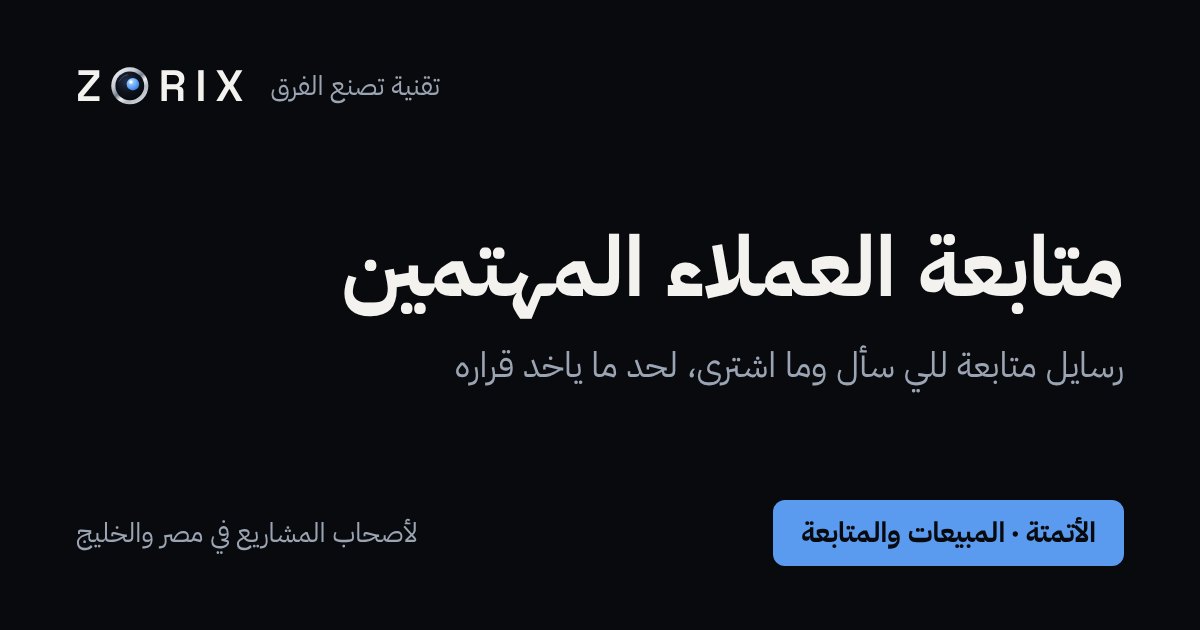 ZORIX تقنية تصنع الفرق
متابعة العملاء المهتمين
رسايل متابعة للي سأل وما اشترى، لحد ما ياخد قراره
الأتمتة · المبيعات والمتابعة
لأصحاب المشاريع في مصر والخليج